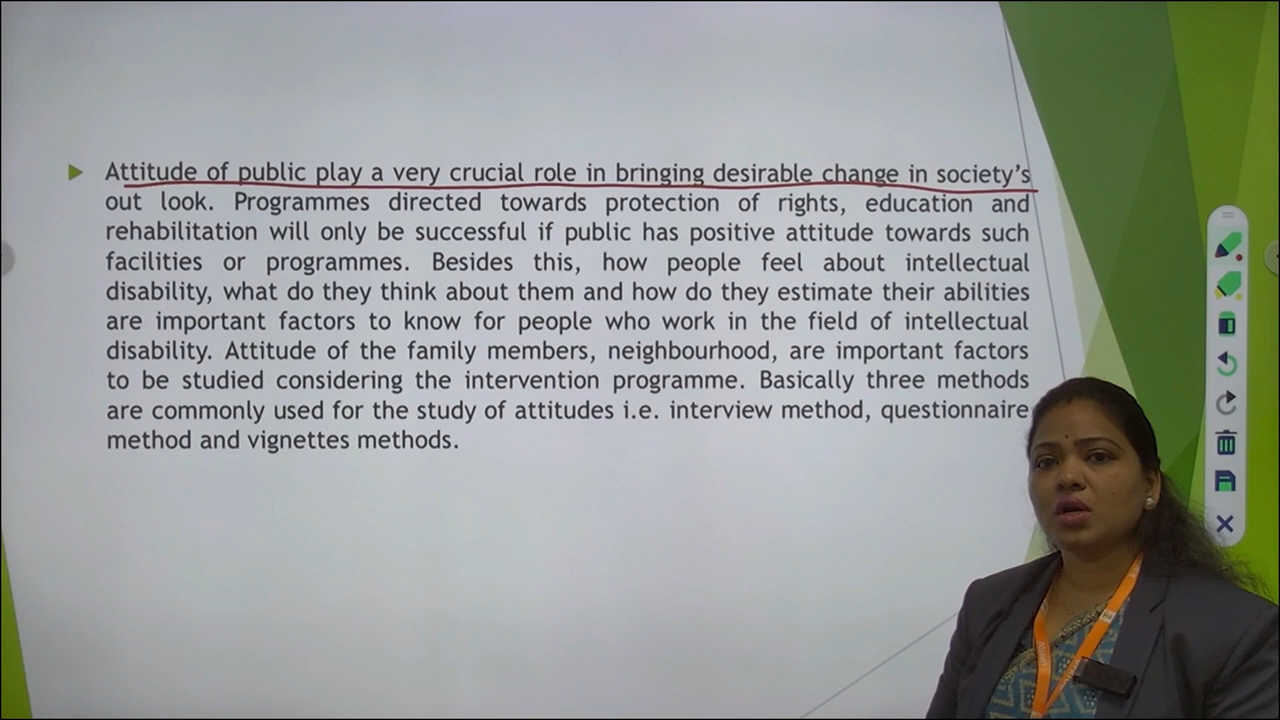 Attitude of public play a very crucial role in bringing desirable change in society's
out look. Programmes directed towards protection of rights, education and
rehabilitation will only be successful if public has positive attitude towards such
facilities or programmes. Besides this, how people feel about intellectual
disability, what do they think about them and how do they estimate their abilities
are important factors to know for people who work in the field of intellectual
disability. Attitude of the family members, neighbourhood, are important factors
to be studied considering the intervention programme. Basically three methods
are commonly used for the study of attitudes i.e. interview method, questionnaire
method and vignettes methods.